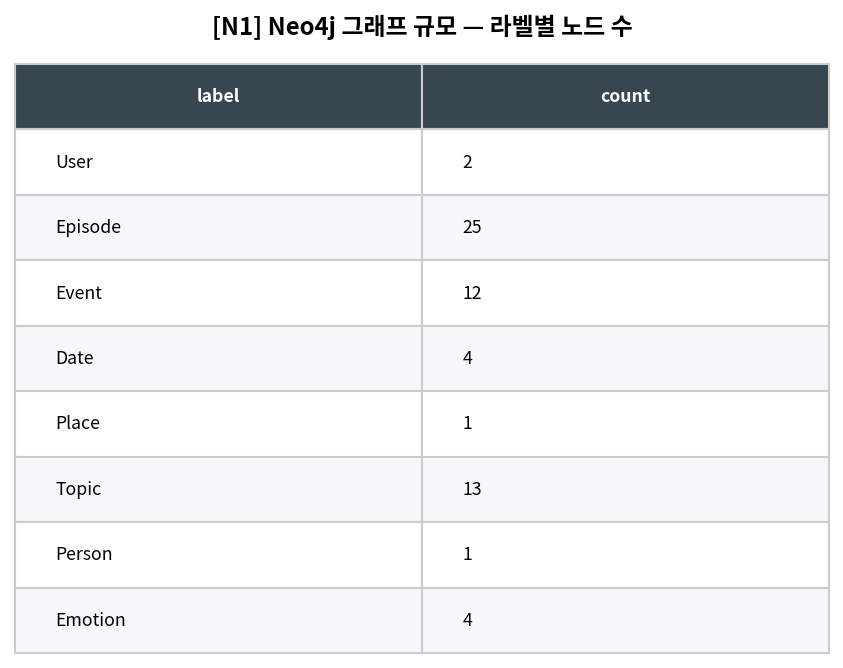 [N1] Neo4j 그래프 규모 — 라벨별 노드 수
label count
User 2
Episode 25
Event 12
Date 4
Place 1
Topic 13
Person 1
Emotion 4